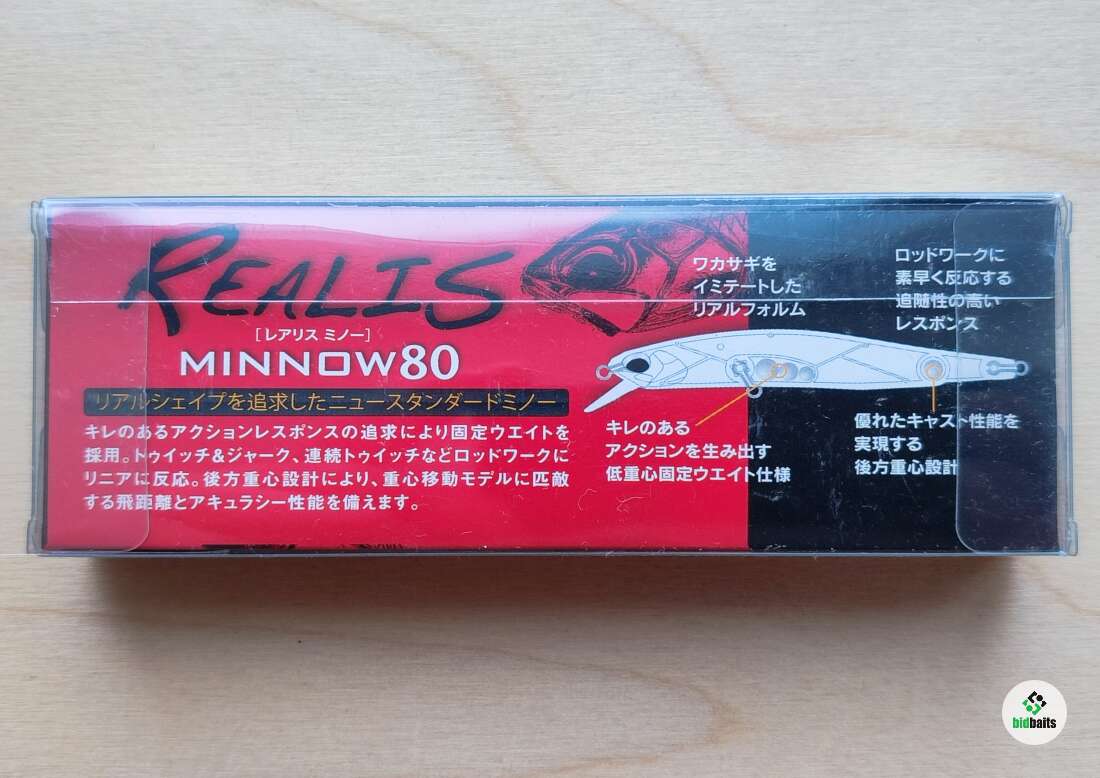 REALIS
[レアリス ミノー]
MINNOW80
リアルシェイプを追求したニュースタンダードミノー
キレのあるアクションレスポンスの追求により固定ウエイトを
採用。トゥイッチ&ジャーク、連続トゥイッチなどロッドワークに
リニアに反応。後方重心設計により、重心移動モデルに匹敵
する飛距離とアキュラシー性能を備えます。
ワカサギを
イミテートした
リアルフォルム
ロッドワークに
素早く反応する
追随性の高い
レスポンス
キレのある
アクションを生み出す
低重心固定ウエイト仕様
優れたキャスト性能を
実現する
後方重心設計
bidbaits